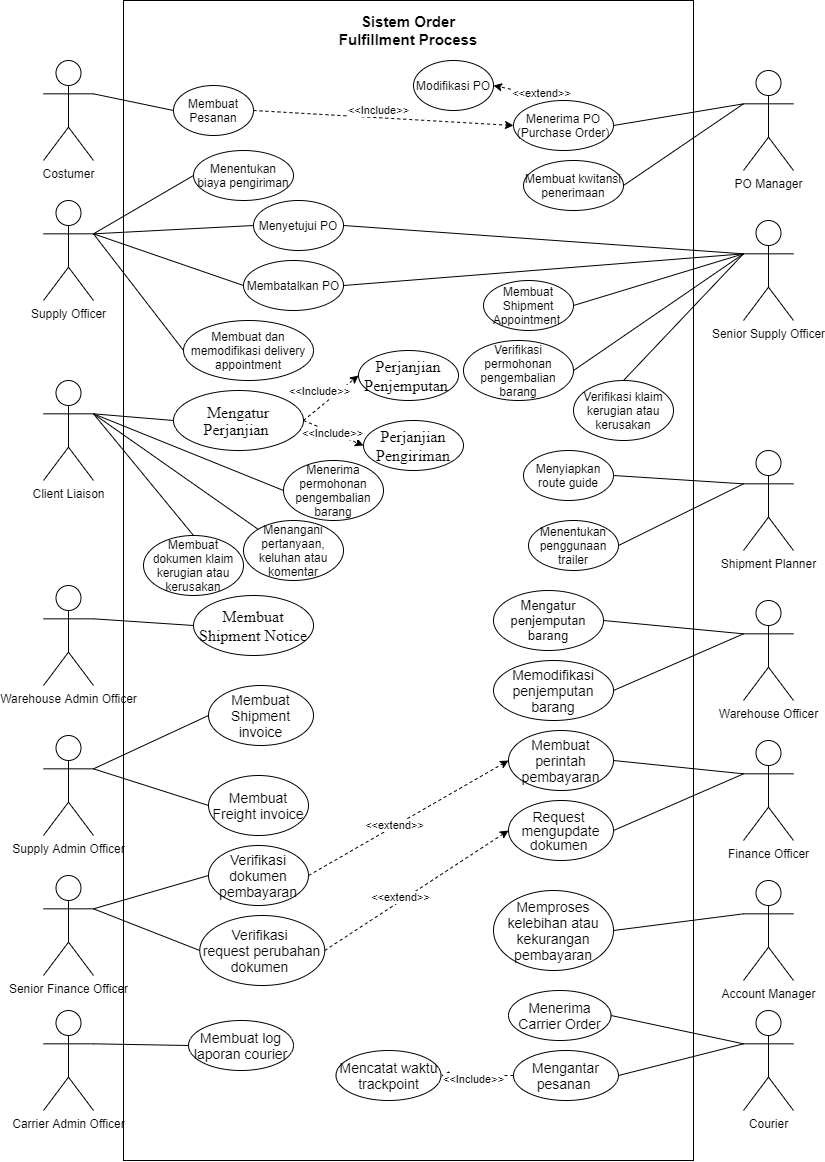 Sistem Order
Fulfillment Process
Modifikasi PO
<<extend>>
Membuat
Pesanan
<<Include>>
Menerima PO
(Purchase Order)
Costumer
PO Manager
Menentukan
biaya pengiriman
Membuat kwitansi
penerimaan
Menyetujui PO
Membatalkan PO
Supply Officer
Membuat
Shipment
Appointment
Senior Supply Officer
Membuat dan
memodifikasi delivery
appointment
Verifikasi
permohonan
pengembalian
barang
Perjanjian
Penjemputan
<<Include>>
Verifikasi klaim
kerugian atau
kerusakan
Mengatur
Perjanjian
<<Include>>
Perjanjian
Pengiriman
Client Liaison
Menerima
permohonan
pengembalian
barang
Menyiapkan
route guide
Menangani
pertanyaan,
keluhan atau
komentar
Menentukan
penggunaan
trailer
Membuat
dokumen klaim
kerugian atau
kerusakan
Shipment Planner
Membuat
Shipment Notice
Mengatur
penjemputan
barang
Warehouse Admin Officer
Memodifikasi
penjemputan
barang
Warehouse Officer
Membuat
Shipment
invoice
Membuat
perintah
pembayaran
Membuat
Freight invoice
<<extend>>
Request
mengupdate
dokumen
Supply Admin Officer
Finance Officer
Verifikasi
dokumen
pembayaran
<<extend>>
Verifikasi
request perubahan
dokumen
Memproses
kelebihan atau
kekurangan
pembayaran
Senior Finance Officer
Account Manager
Menerima
Carrier Order
Membuat log
laporan courier
Mencatat waktu
trackpoint
<<Include>>
Mengantar
pesanan
Carrier Admin Officer
Courier